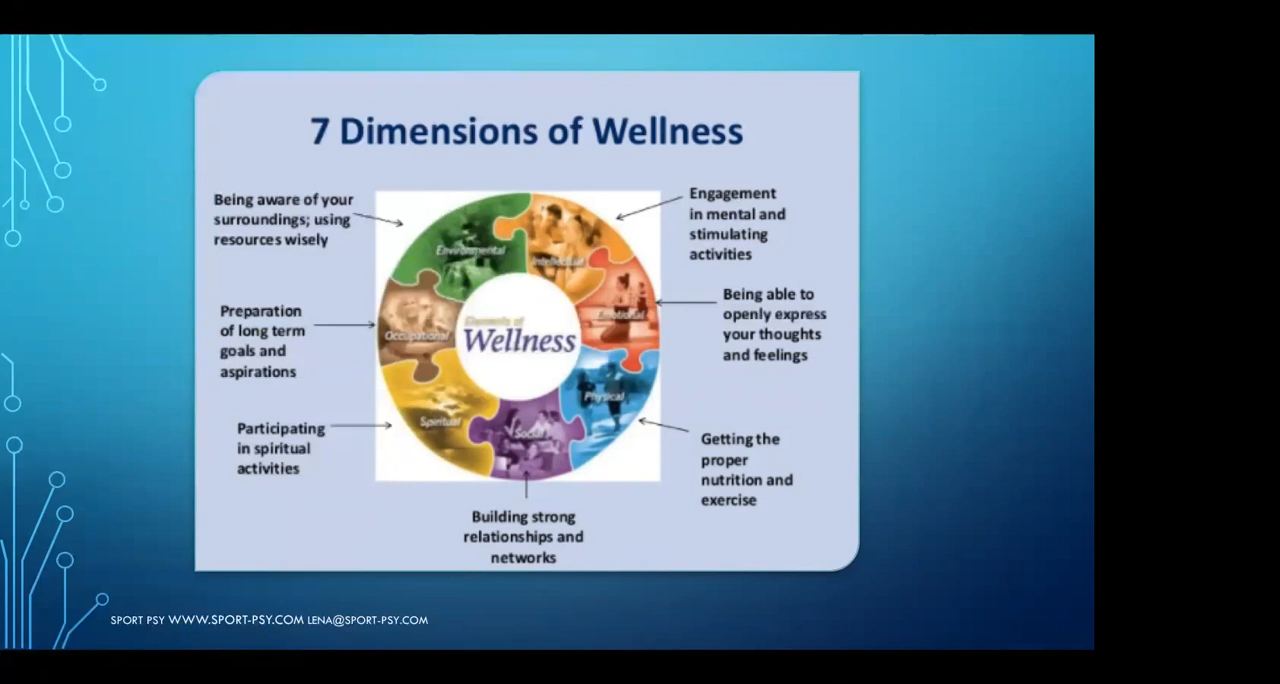 7 Dimensions of Wellness
Being aware of your
surroundings; using
resources wisely
Engagement
in mental and
stimulating
activities
Environmental
Intellectual
Preparation
of long term
goals and
aspirations
Being able to
openly express
your thoughts
and feelings
Occupational
Elements of
Wellness
Emotional
Participating
in spiritual
activities
Spiritual
Social
Physical
Getting the
proper
nutrition and
exercise
Building strong
relationships and
networks
SPORT PSY WWW.SPORT-PSY.COM LENA@SPORT-PSY.COM